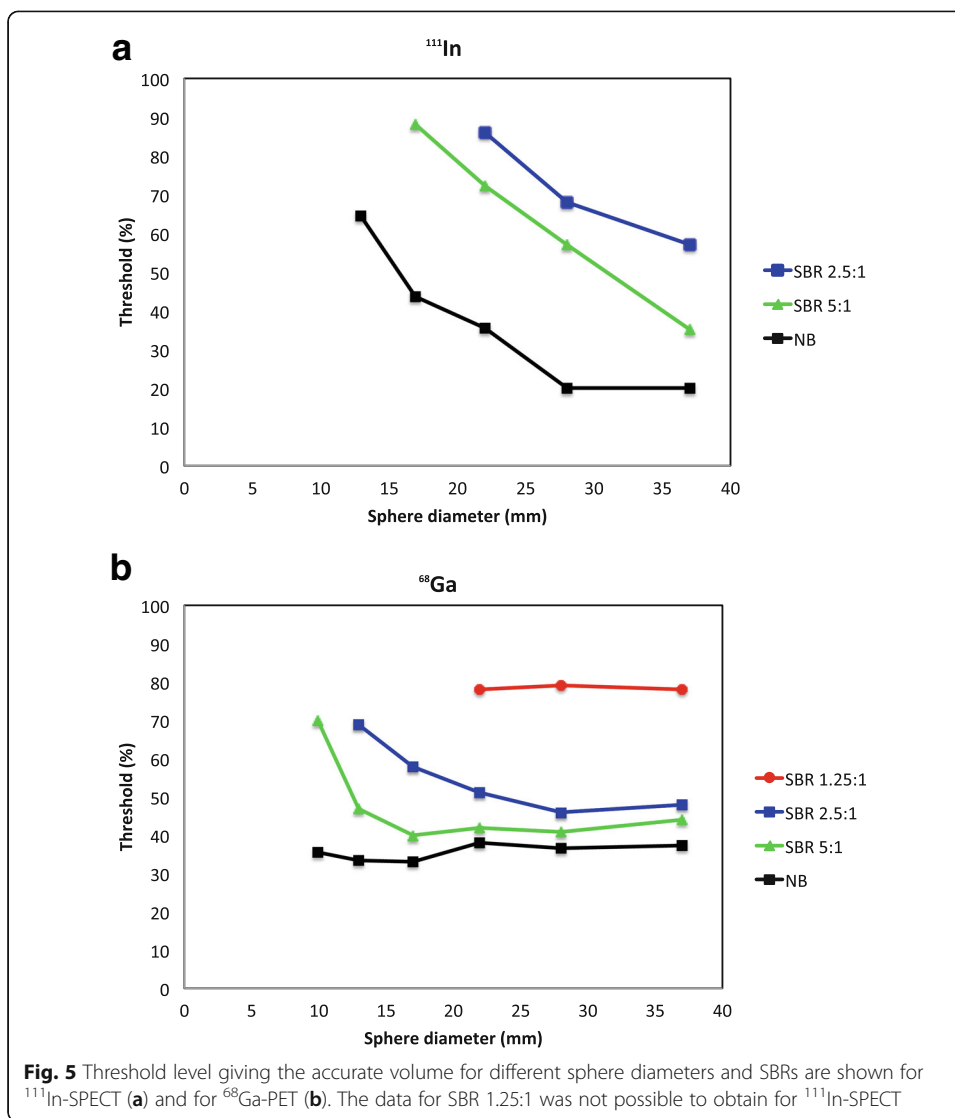 a
¹¹¹In
100
90
80
70
60
50
40
30
20
10
0
Threshold (%)
0 5 10 15 20 25 30 35 40
Sphere diameter (mm)
SBR 2.5:1
SBR 5:1
NB
b
⁶⁸Ga
100
90
80
70
60
50
40
30
20
10
0
Threshold (%)
0 5 10 15 20 25 30 35 40
Sphere diameter (mm)
SBR 1.25:1
SBR 2.5:1
SBR 5:1
NB
Fig. 5 Threshold level giving the accurate volume for different sphere diameters and SBRs are shown for
¹¹¹In-SPECT (a) and for ⁶⁸Ga-PET (b). The data for SBR 1.25:1 was not possible to obtain for ¹¹¹In-SPECT